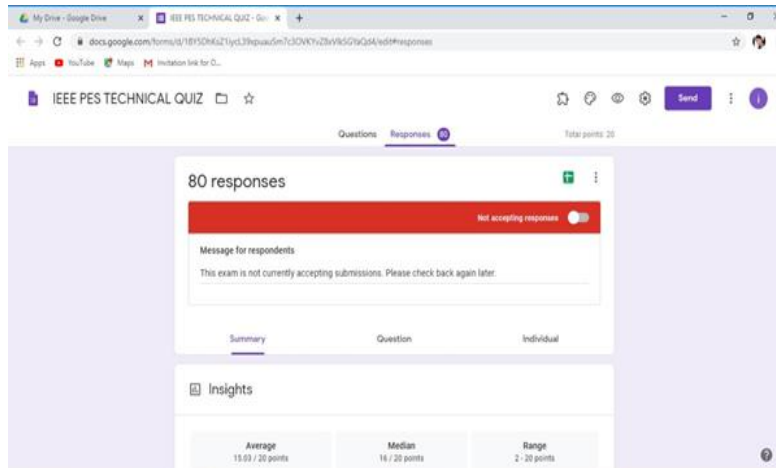 My Drive - Google Drive
IEEE PES TECHNICAL QUIZ - Go
Apps YouTube Maps Invitation link for O...
IEEE PES TECHNICAL QUIZ
Send
i
Questions Responses 80 Total points: 20
80 responses
Not accepting responses
Message for respondents
This exam is not currently accepting submissions. Please check back again later.
Summary Question Individual
Insights
Average Median Range
15.03 / 20 points 16 / 20 points 2 - 20 points